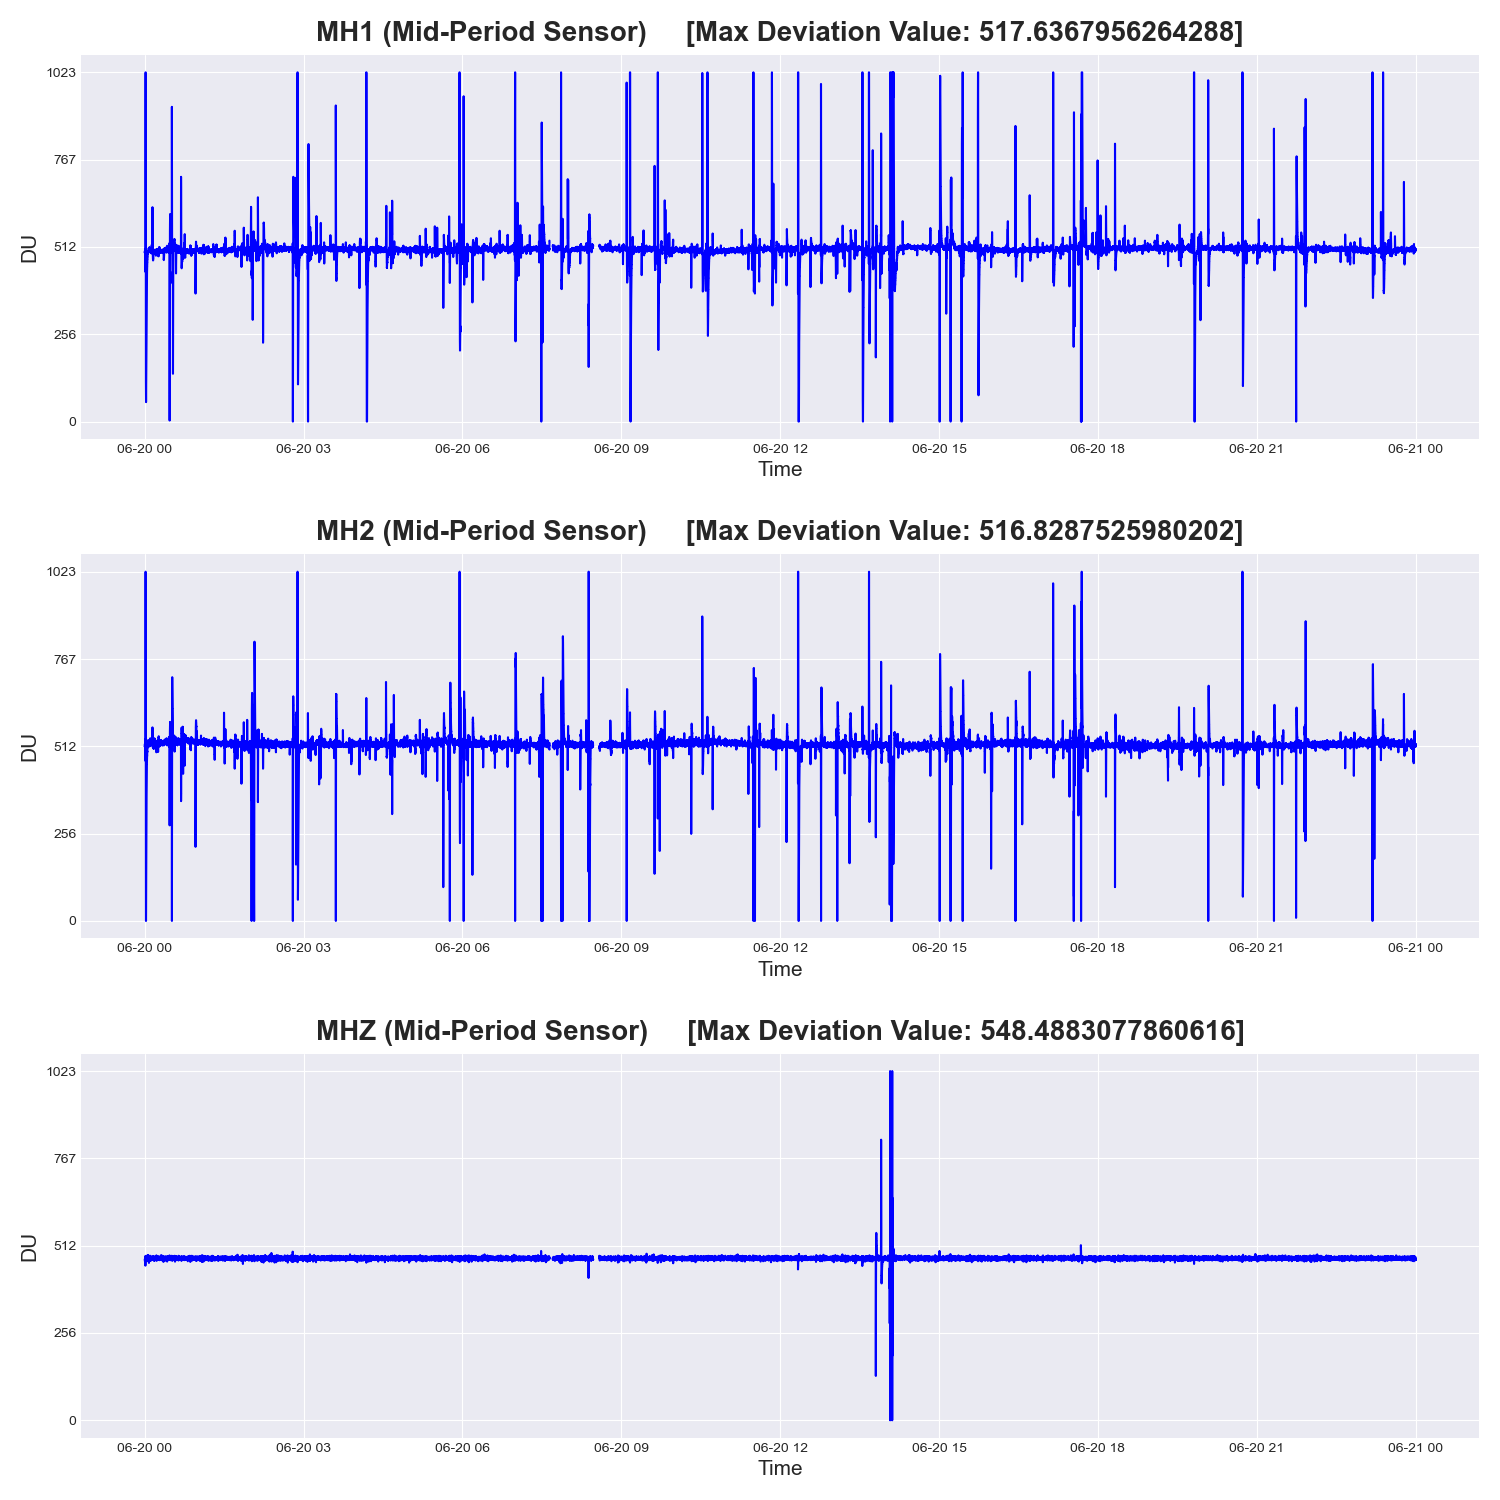 MH1 (Mid-Period Sensor)     [Max Deviation Value: 517.6367956264288]
1023
767
512
256
0
DU
06-20 00 06-20 03 06-20 06 06-20 09 06-20 12 06-20 15 06-20 18 06-20 21 06-21 00
Time
MH2 (Mid-Period Sensor)     [Max Deviation Value: 516.8287525980202]
1023
767
512
256
0
DU
06-20 00 06-20 03 06-20 06 06-20 09 06-20 12 06-20 15 06-20 18 06-20 21 06-21 00
Time
MHZ (Mid-Period Sensor)     [Max Deviation Value: 548.4883077860616]
1023
767
512
256
0
DU
06-20 00 06-20 03 06-20 06 06-20 09 06-20 12 06-20 15 06-20 18 06-20 21 06-21 00
Time